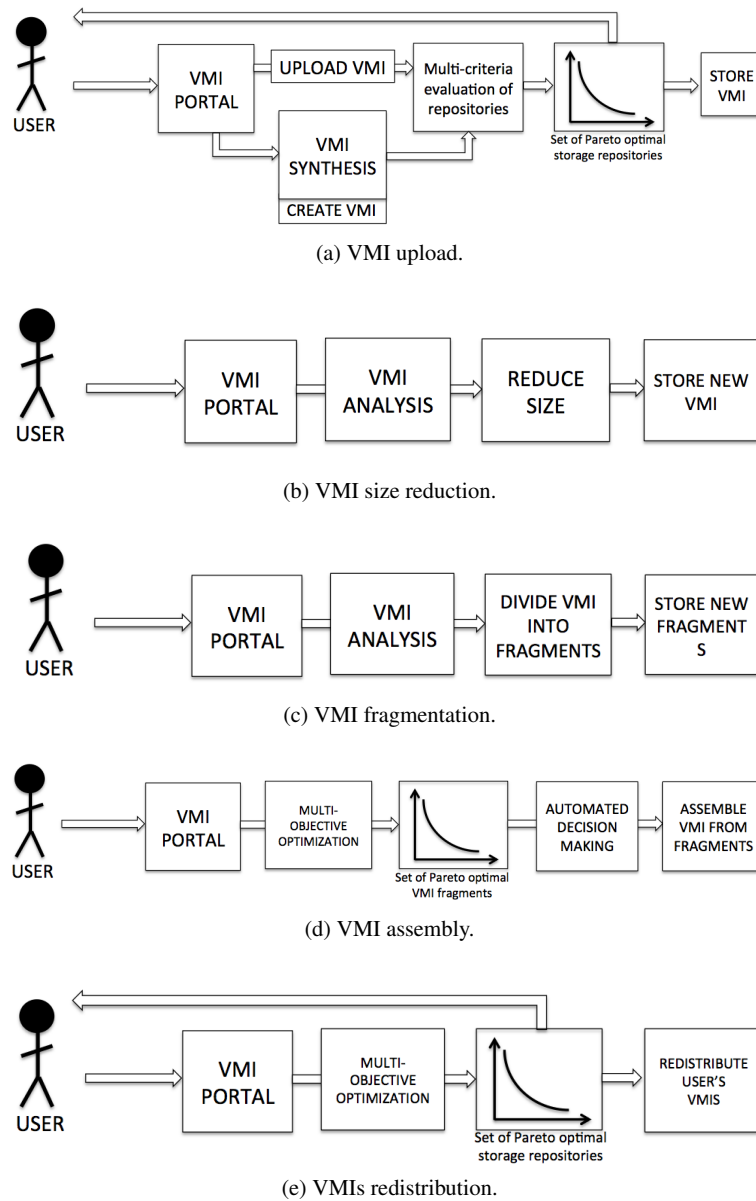 USER
VMI
PORTAL
UPLOAD VMI
VMI
SYNTHESIS
CREATE VMI
Multi-criteria
evaluation of
repositories
Set of Pareto optimal
storage repositories
STORE
VMI
(a) VMI upload.
USER
VMI
PORTAL
VMI
ANALYSIS
REDUCE
SIZE
STORE NEW
VMI
(b) VMI size reduction.
USER
VMI
PORTAL
VMI
ANALYSIS
DIVIDE VMI
INTO
FRAGMENTS
STORE NEW
FRAGMENT
S
(c) VMI fragmentation.
USER
VMI
PORTAL
MULTI-
OBJECTIVE
OPTIMIZATION
Set of Pareto optimal
VMI fragments
AUTOMATED
DECISION
MAKING
ASSEMBLE
VMI FROM
FRAGMENTS
(d) VMI assembly.
USER
VMI
PORTAL
MULTI-
OBJECTIVE
OPTIMIZATION
Set of Pareto optimal
storage repositories
REDISTRIBUTE
USER'S
VMIS
(e) VMIs redistribution.